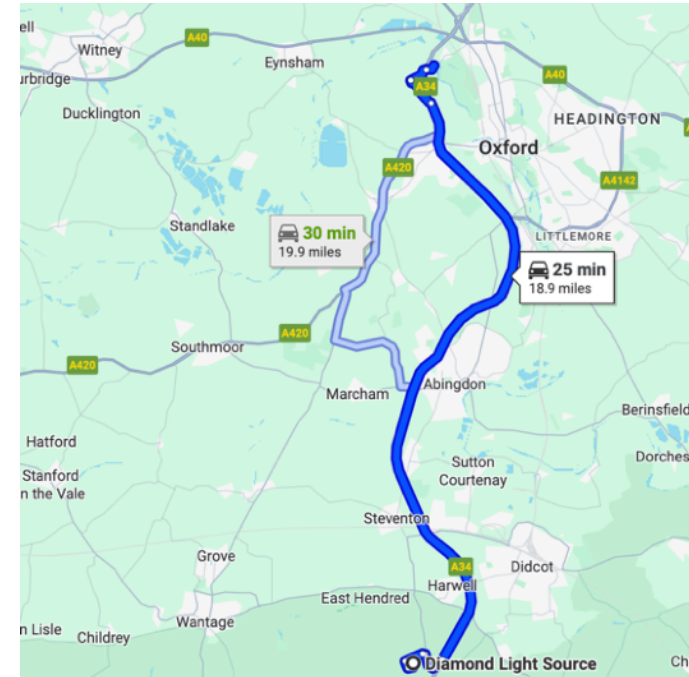 ell
A40
Witney
Eynsham
urbridge
A40
A34
Ducklington
HEADINGTON
Oxford
A420
A4142
Standlake
30 min
19.9 miles
LITTLEMORE
25 min
18.9 miles
A420
Southmoor
A420
Marcham
Abingdon
Berinsfield
Hatford
Sutton
Courtenay
Dorches
Stanford
n the Vale
Steventon
Grove
A34
Didcot
Harwell
East Hendred
Wantage
n Lisle
Childrey
Diamond Light Source
Ch